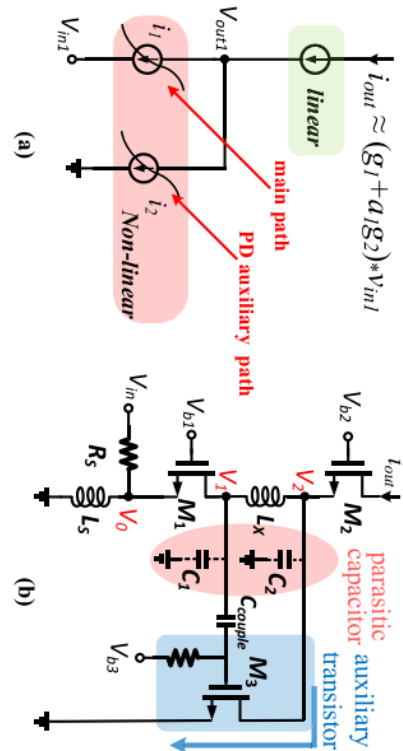 V_out1
V_in1
i_1
i_2
linear
i_out ≈ (g_1+a_1g_2)*v_in1
Non-linear
main path
PD auxiliary path
(a)
V_b2
i_out
M_2
V_2
L_X
V_1
V_b1
M_1
V_in
R_S
V_0
L_S
C_2
C_1
parasitic
capacitor
C_couple
V_b3
M_3
auxiliary
transistor
(b)